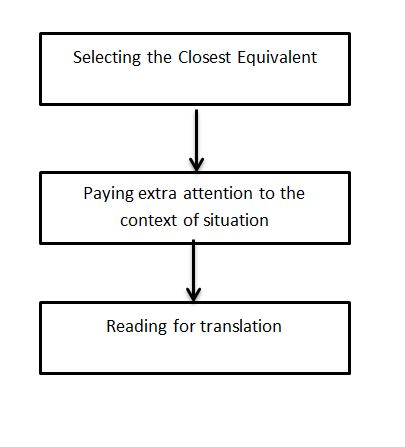 Selecting the Closest Equivalent
Paying extra attention to the
context of situation
Reading for translation